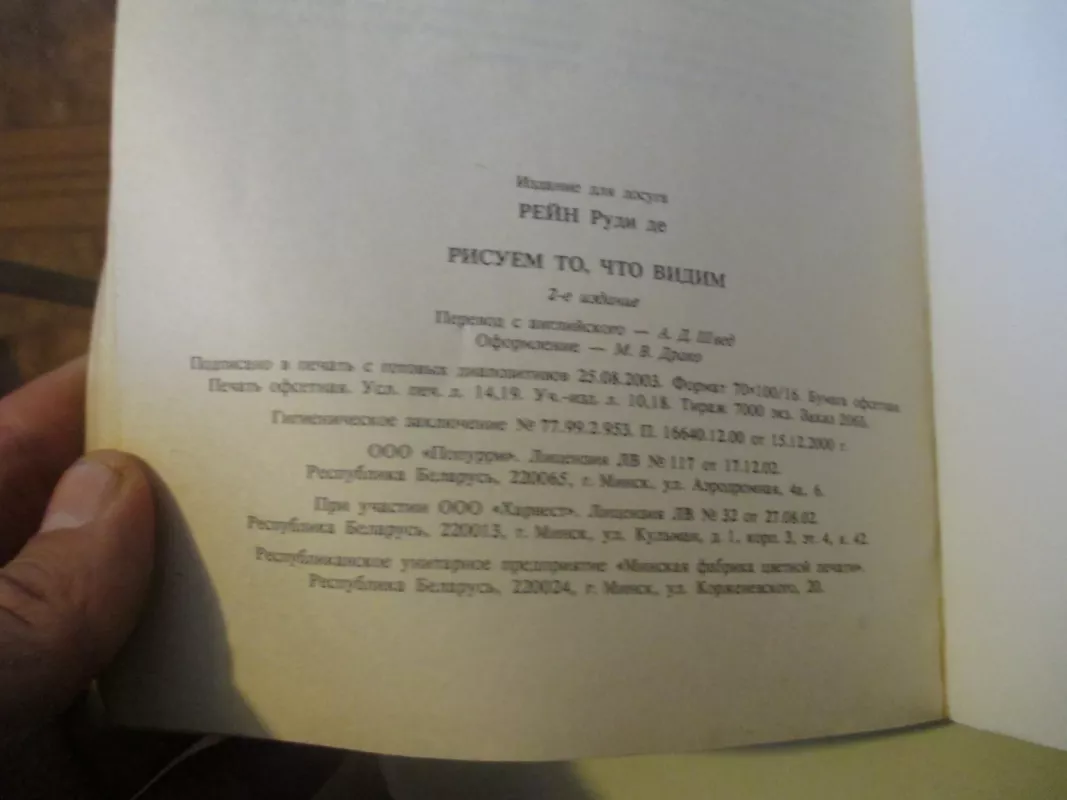 Издание для досуга
РЕЙН Руди де
РИСУЕМ ТО, ЧТО ВИДИМ
2-е издание
Перевод с английского — А. Д. Швед
Оформление — М. В. Драко
Подписано в печать с готовых диапозитивов 25.08.2003. Формат 70×100/16. Бумага офсетная.
Печать офсетная. Усл. печ. л. 14,19. Уч.-изд. л. 10,18. Тираж 7000 экз. Заказ 2063.
Гигиеническое заключение № 77.99.2.953. П. 16640.12.00 от 15.12.2000 г.
ООО «Попурри». Лицензия ЛВ № 117 от 17.12.02.
Республика Беларусь, 220065, г. Минск, ул. Аэродромная, 4а, 6.
При участии ООО «Харвест». Лицензия ЛВ № 32 от 27.08.02.
Республика Беларусь, 220013, г. Минск, ул. Кульман, д. 1, корп. 3, эт. 4, к. 42.
Республиканское унитарное предприятие «Минская фабрика цветной печати».
Республика Беларусь, 220024, г. Минск, ул. Корженевского, 20.